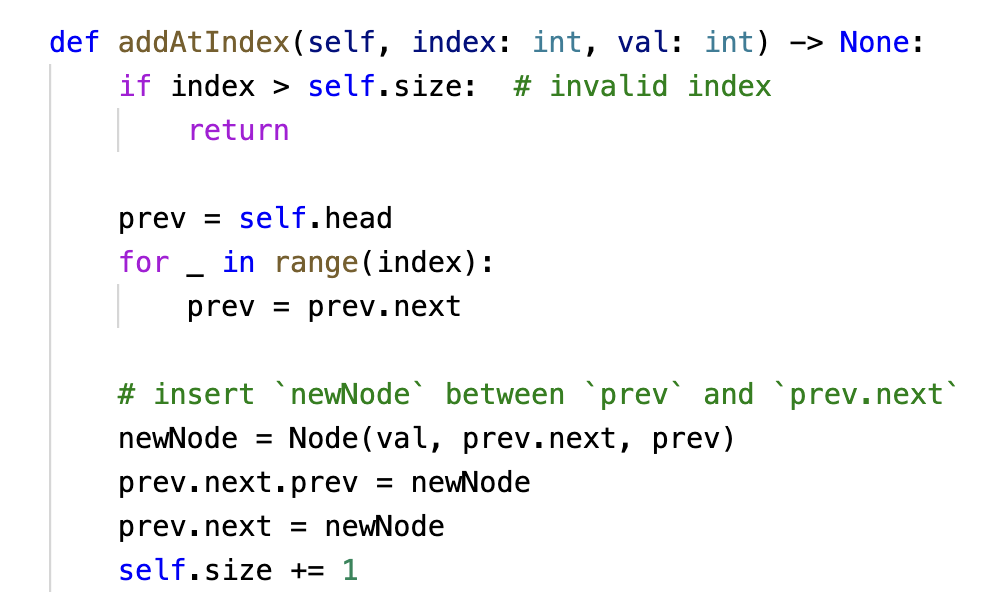 def addAtIndex(self, index: int, val: int) -> None:
    if index > self.size:  # invalid index
        return

    prev = self.head
    for _ in range(index):
        prev = prev.next

    # insert `newNode` between `prev` and `prev.next`
    newNode = Node(val, prev.next, prev)
    prev.next.prev = newNode
    prev.next = newNode
    self.size += 1